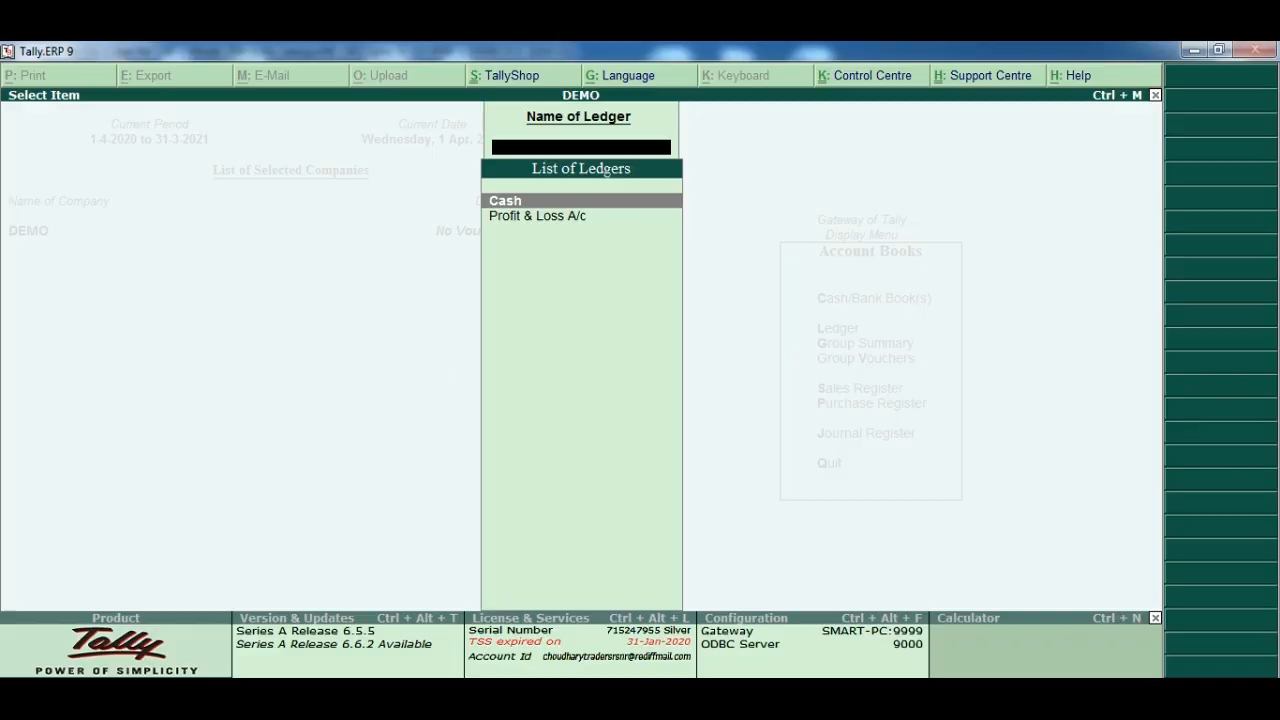 Tally.ERP 9
P: Print E: Export M: E-Mail O: Upload S: TallyShop G: Language K: Keyboard K: Control Centre H: Support Centre H: Help
Select Item DEMO Ctrl + M
Name of Ledger
List of Ledgers
Cash
Profit & Loss A/c
Current Period
1-4-2020 to 31-3-2021
Current Date
Wednesday, 1 Apr, 2
List of Selected Companies
Name of Company
DEMO
No Vou
Gateway of Tally ...
Display Menu ...
Account Books
Cash/Bank Book(s)
Ledger
Group Summary
Group Vouchers
Sales Register
Purchase Register
Journal Register
Quit
Product
Tally
POWER OF SIMPLICITY
Version & Updates Ctrl + Alt + T
Series A Release 6.5.5
Series A Release 6.6.2 Available
License & Services Ctrl + Alt + L
Serial Number 715247955 Silver
TSS expired on 31-Jan-2020
Account Id choudharytradersrsnr@rediffmail.com
Configuration Ctrl + Alt + F
Gateway SMART-PC:9999
ODBC Server 9000
Calculator Ctrl + N